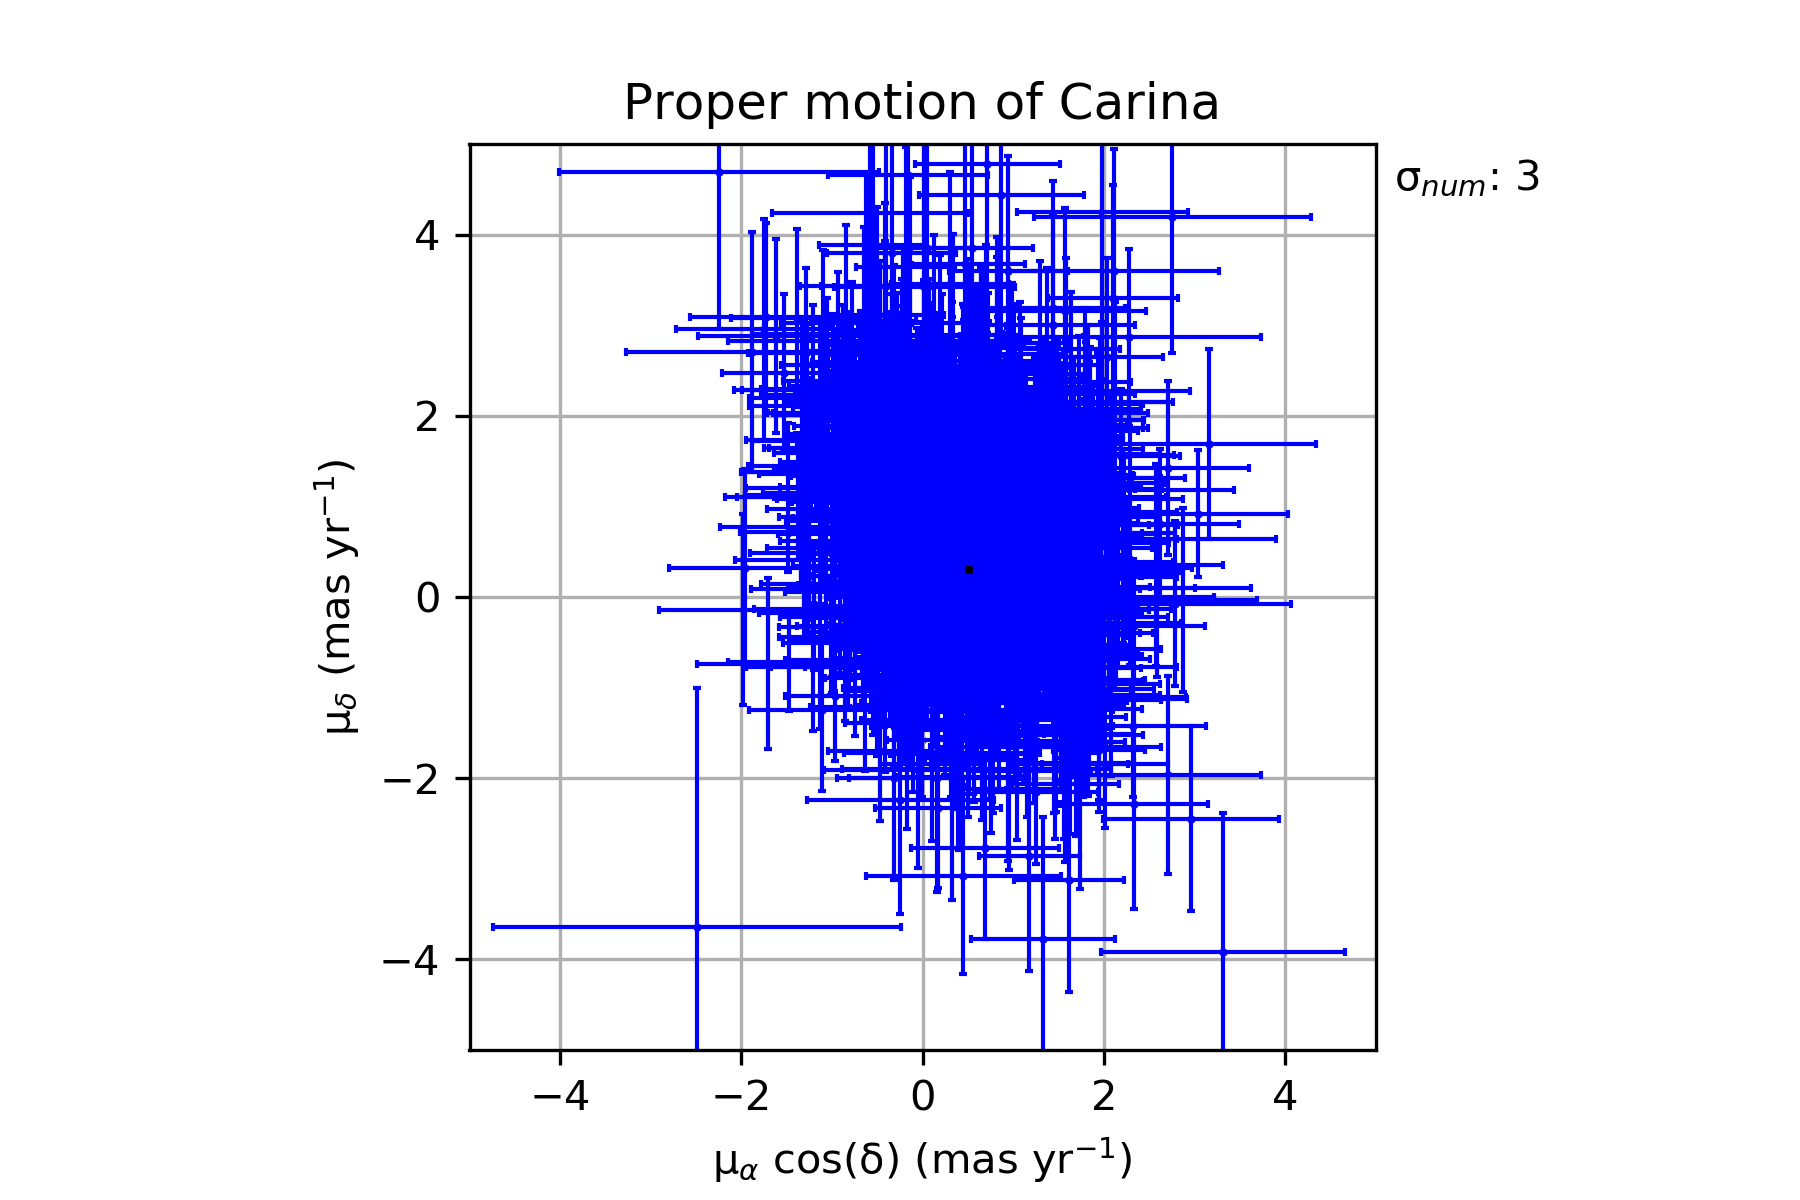 Proper motion of Carina
σnum: 3
μδ (mas yr−1)
4
2
0
−2
−4
−4 −2 0 2 4
μα cos(δ) (mas yr−1)